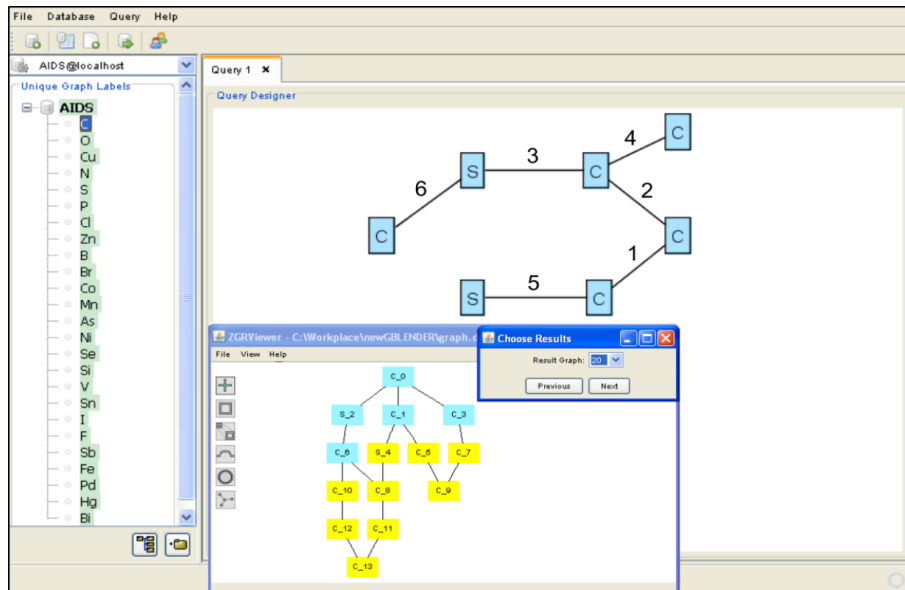 File Database Query Help
AIDS@localhost
Query 1 ×
Unique Graph Labels
AIDS
C
O
Cu
N
S
P
Cl
Zn
B
Br
Co
Mn
As
Ni
Se
Si
V
Sn
I
F
Sb
Fe
Pd
Hg
Bi
Query Designer
C
4
S 3 C
6 2
C C
1
S 5 C
ZGRViewer - C:\Workplace\newGBLENDER\graph.d
File View Help
Choose Results
Result Graph: 20
Previous Next
C_0
S_2 C_1 C_3
C_6 S_4 C_5 C_7
C_10 C_8 C_9
C_12 C_11
C_13